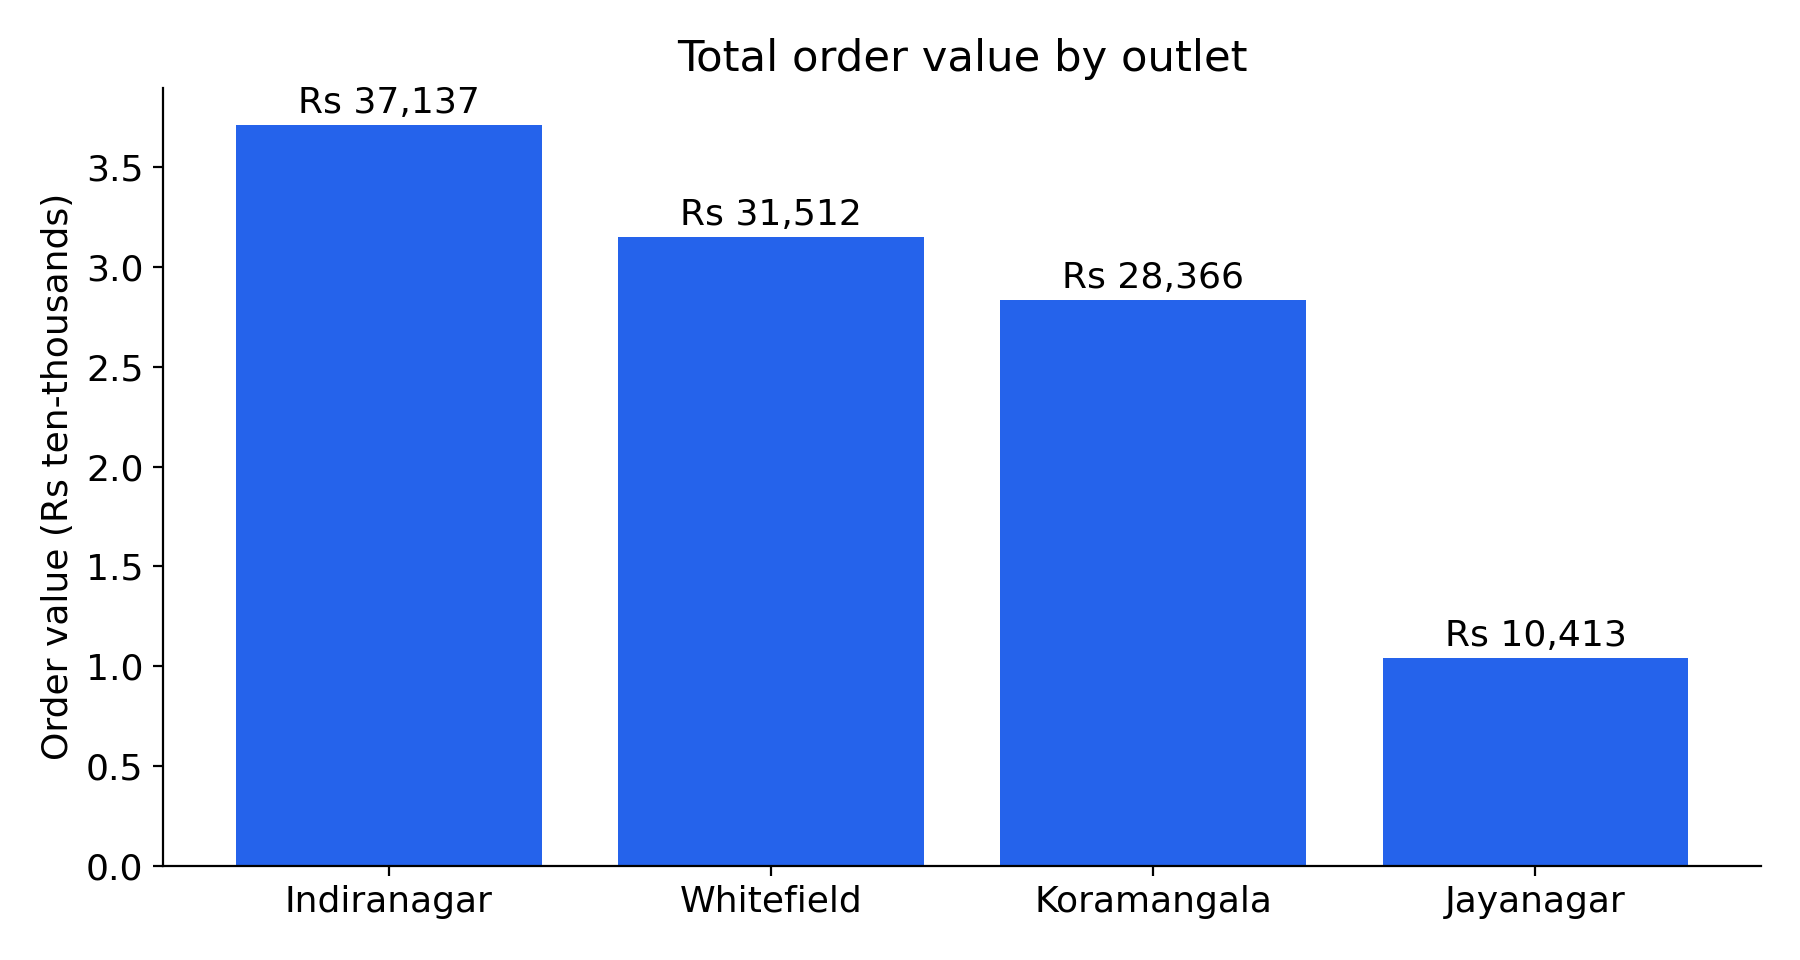 Total order value by outlet
Rs 37,137
Rs 31,512
Rs 28,366
Rs 10,413
Order value (Rs ten-thousands)
3.5
3.0
2.5
2.0
1.5
1.0
0.5
0.0
Indiranagar Whitefield Koramangala Jayanagar